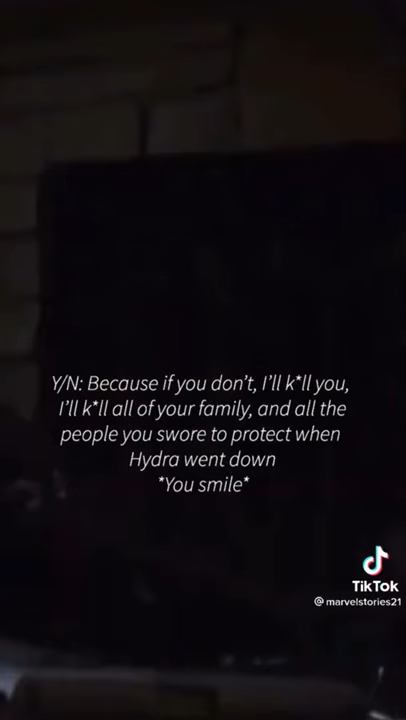 Y/N: Because if you don't, I'll k*ll you,
I'll k*ll all of your family, and all the
people you swore to protect when
Hydra went down
*You smile*
TikTok
@marvelstories21